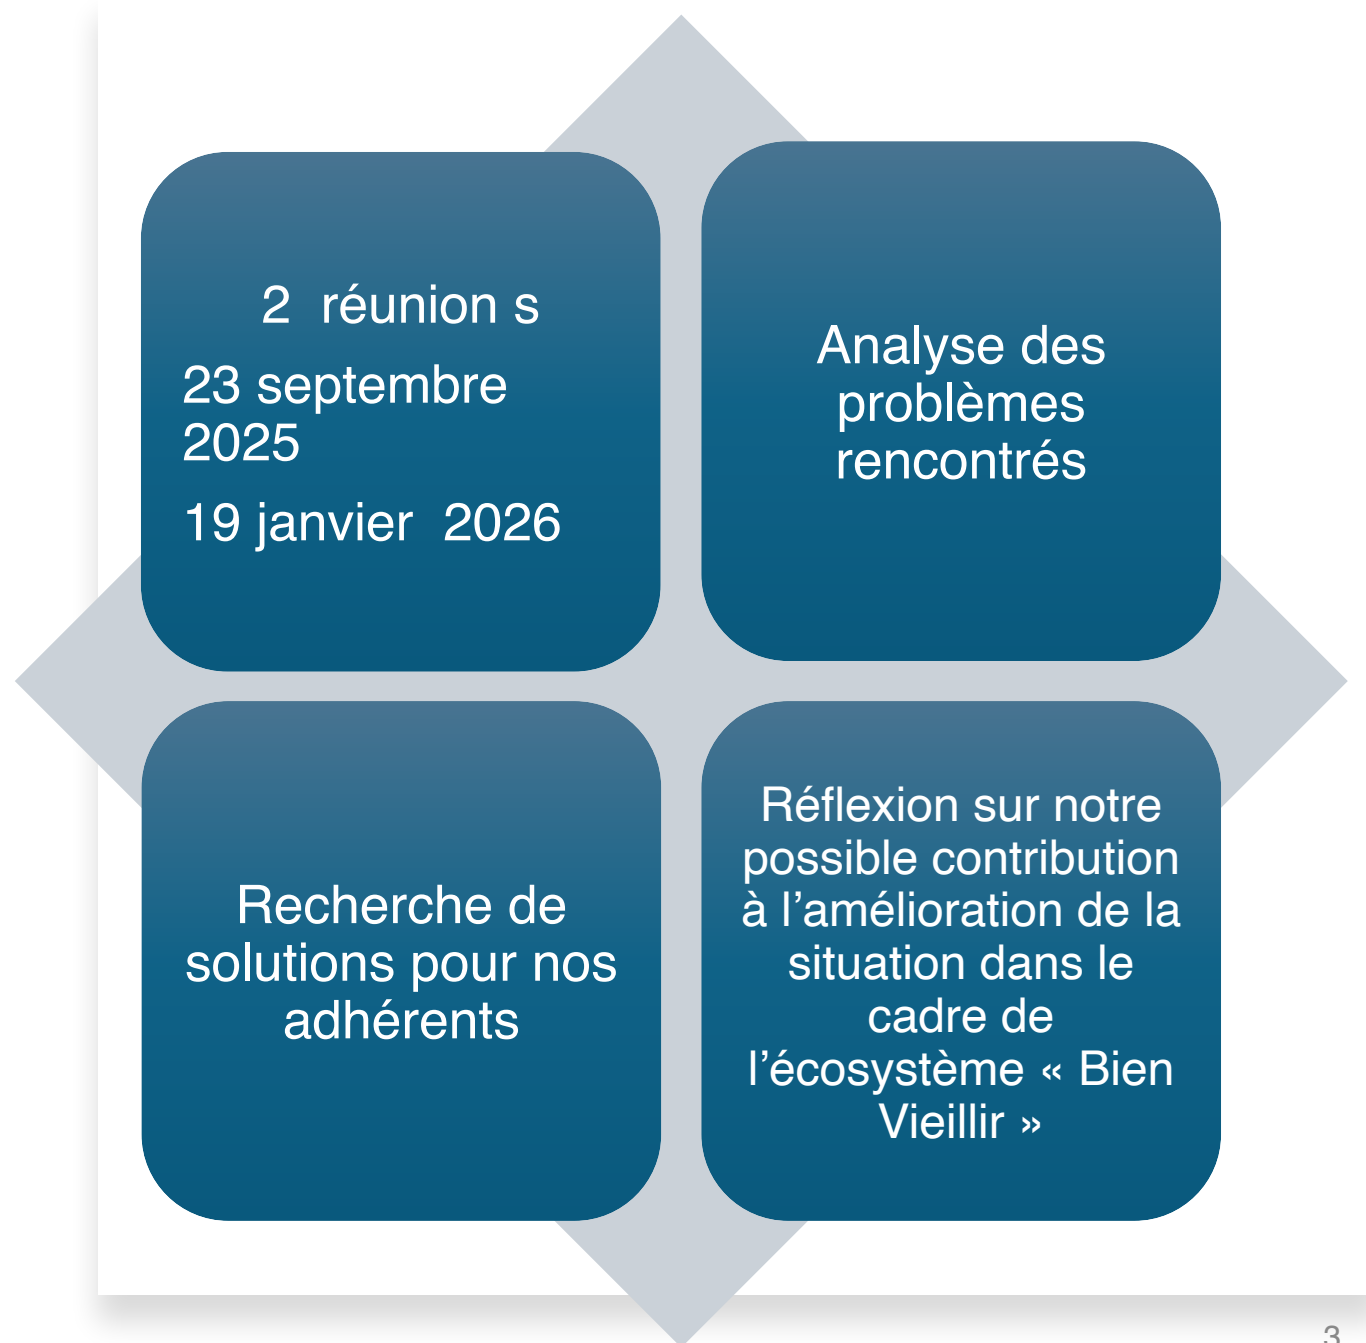 2 réunion s
23 septembre
2025
19 janvier 2026
Analyse des
problèmes
rencontrés
Recherche de
solutions pour nos
adhérents
Réflexion sur notre
possible contribution
à l’amélioration de la
situation dans le
cadre de
l’écosystème « Bien
Vieillir »
3